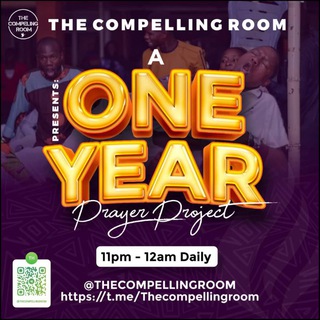 THE
COMPELLING
ROOM
THE COMPELLING ROOM
PRESENTS:
A
ONE
YEAR
Prayer Project
11pm - 12am Daily
@THECOMPELLINGROOM
https://t.me/Thecompellingroom